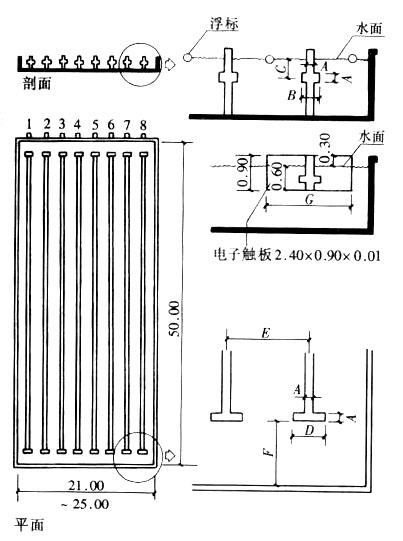 浮标
水面
A
C
A
B
剖面
1 2 3 4 5 6 7 8
水面
0.30
0.90
0.60
G
电子触板2.40×0.90×0.01
50.00
E
A
A
D
F
21.00
~25.00
平面